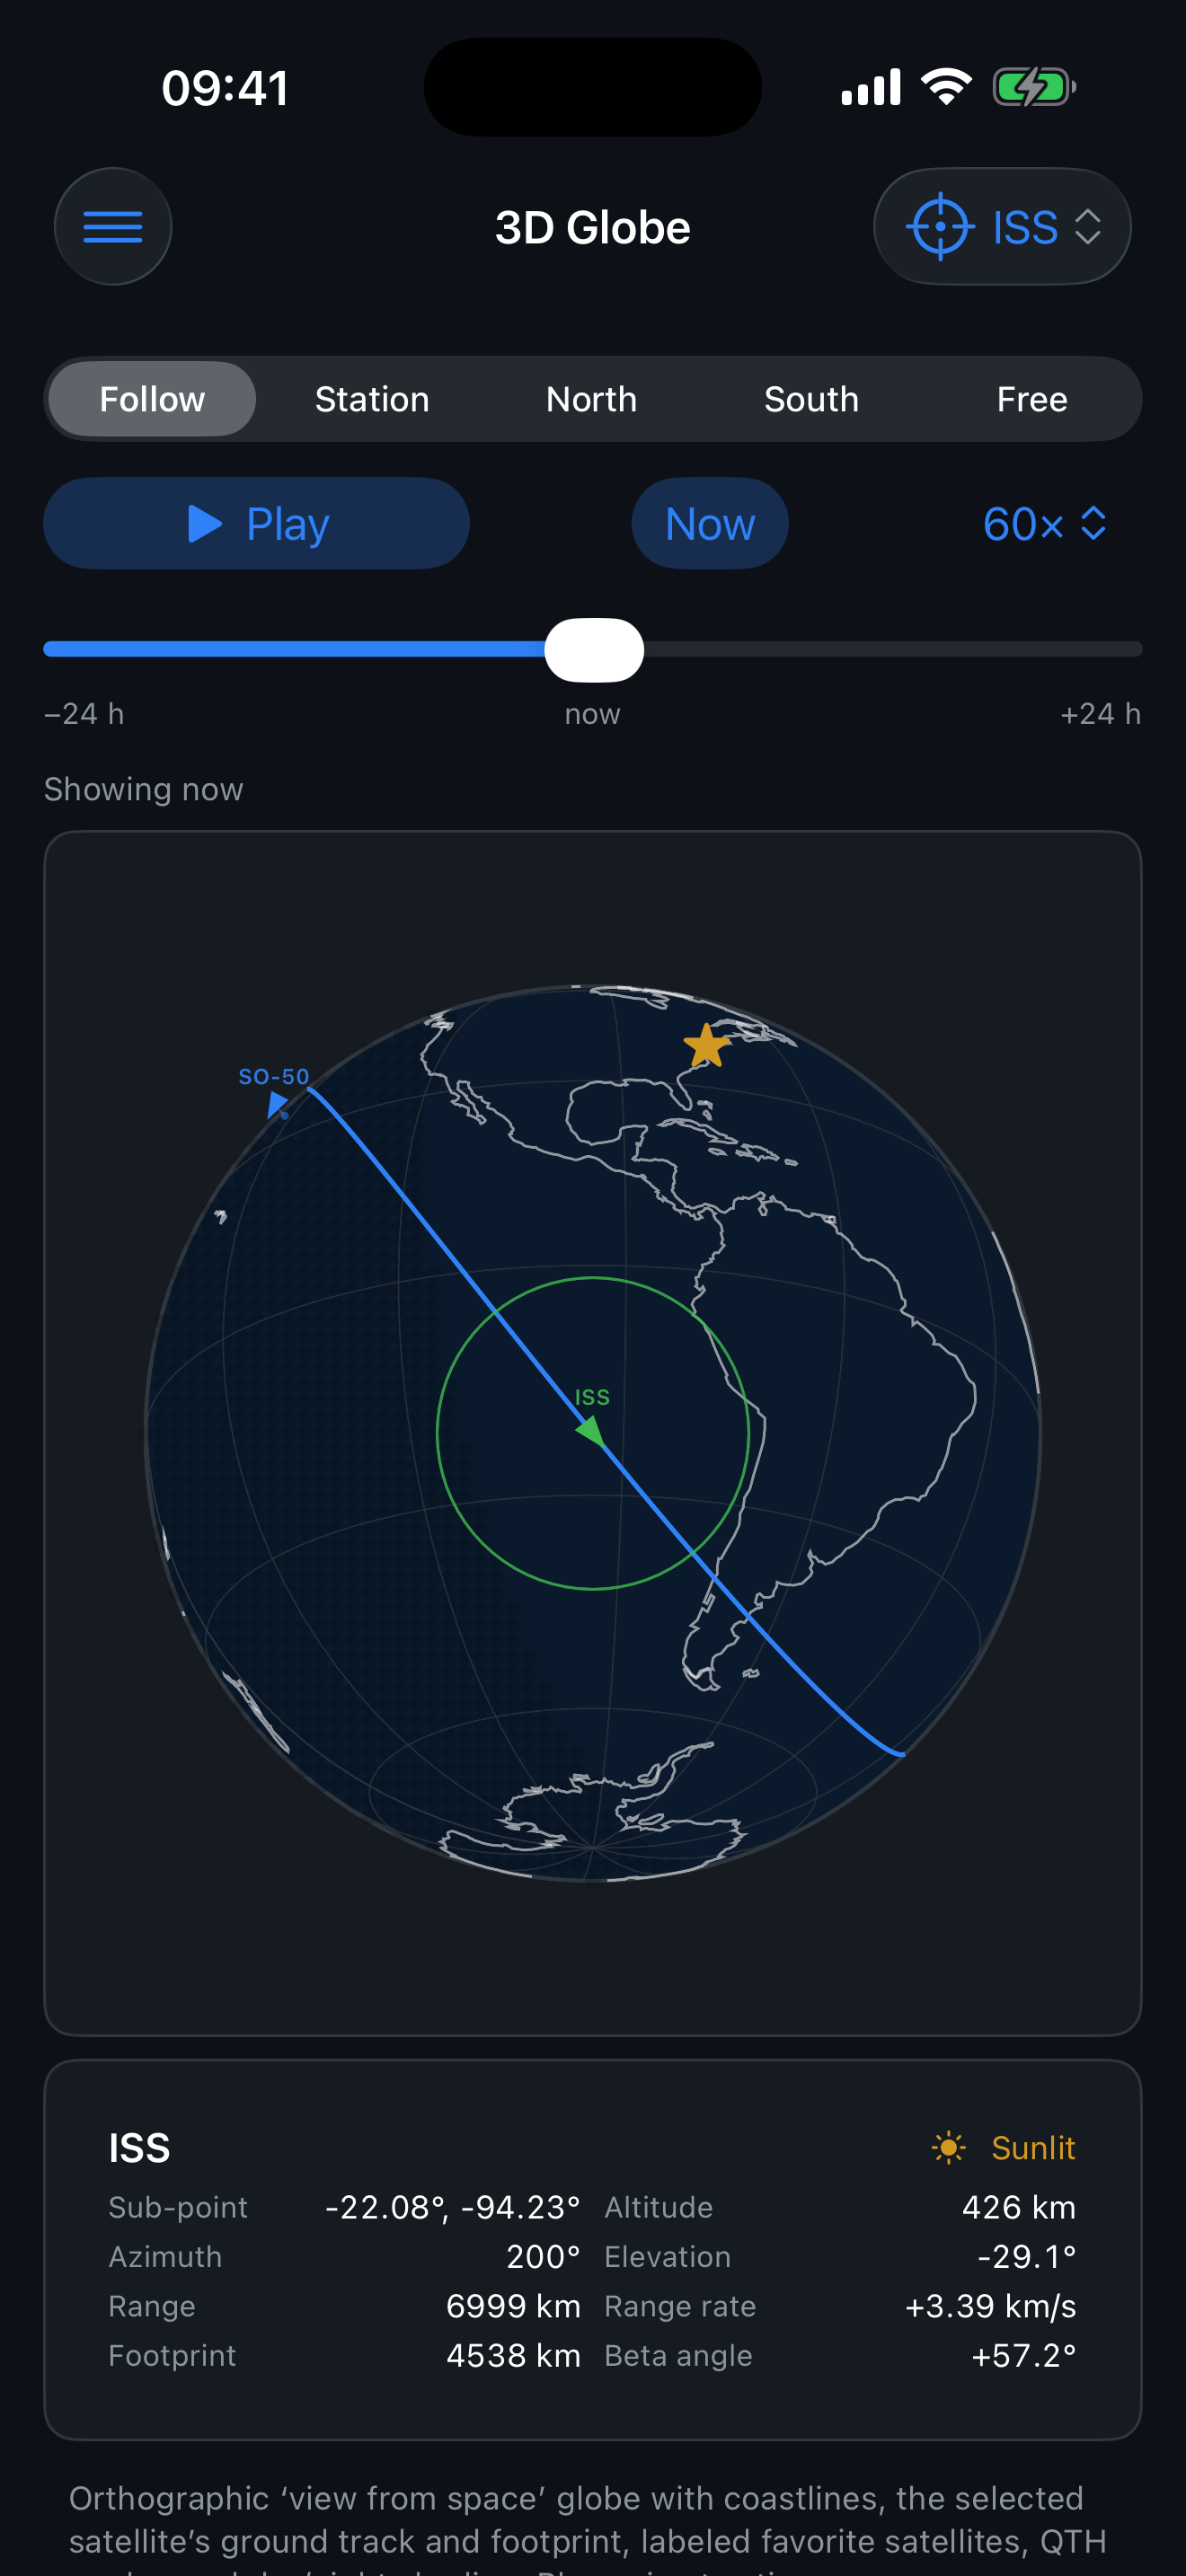 09:41
3D Globe
ISS
Follow Station North South Free
Play Now 60×
−24 h now +24 h
Showing now
SO-50
ISS
ISS Sunlit
Sub-point -22.08°, -94.23° Altitude 426 km
Azimuth 200° Elevation -29.1°
Range 6999 km Range rate +3.39 km/s
Footprint 4538 km Beta angle +57.2°
Orthographic ‘view from space’ globe with coastlines, the selected
satellite’s ground track and footprint, labeled favorite satellites, QTH